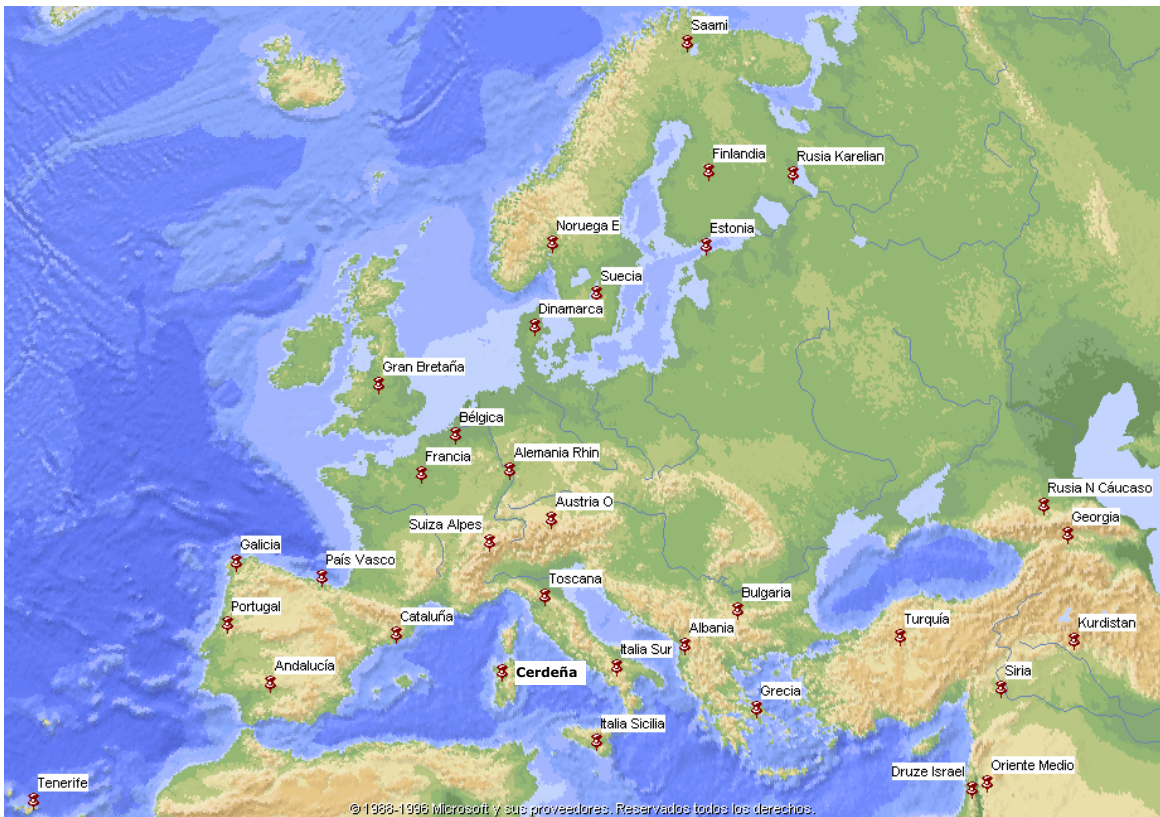 Saami
Finlandia
Rusia Karelian
Noruega E
Estonia
Suecia
Dinamarca
Gran Bretaña
Bélgica
Francia
Alemania Rhin
Austria O
Suiza Alpes
Rusia N Cáucaso
Georgia
Galicia
País Vasco
Toscana
Bulgaria
Portugal
Cataluña
Albania
Turquía
Kurdistan
Italia Sur
Andalucía
Cerdeña
Siria
Grecia
Italia Sicilia
Druze Israel
Oriente Medio
Tenerife
© 1988-1996 Microsoft y sus proveedores. Reservados todos los derechos.